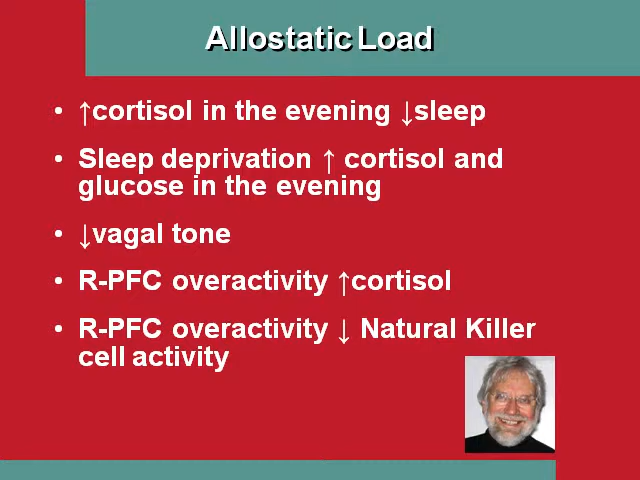 Allostatic Load
• ↑cortisol in the evening ↓sleep
• Sleep deprivation ↑ cortisol and
glucose in the evening
• ↓vagal tone
• R-PFC overactivity ↑cortisol
• R-PFC overactivity ↓ Natural Killer
cell activity